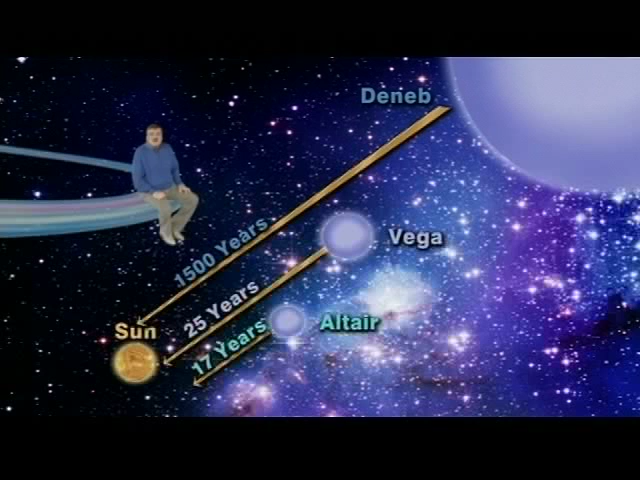 Deneb
1500 Years
Vega
25 Years
Sun
17 Years
Altair